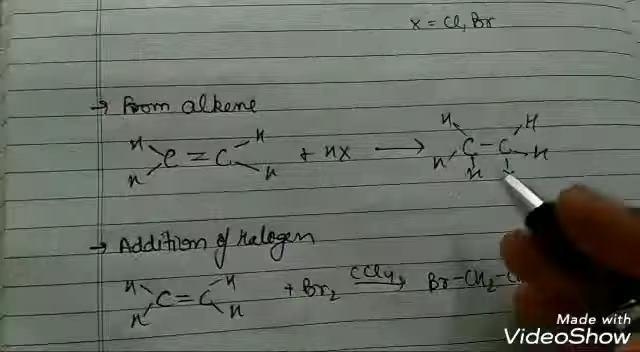 X = Cl, Br
→ From alkene
H H C = C H H + HX → H H C – C H H H X
→ Addition of Halogen
H H C = C H H + Br2 CCl4 → Br–CH2–C
Made with
VideoShow